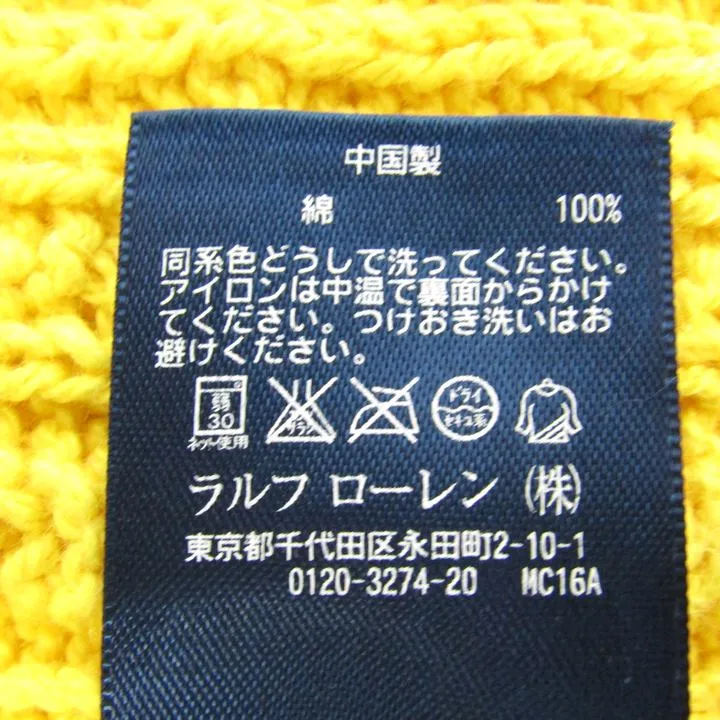 中国製
綿 100%
同系色どうしで洗ってください。
アイロンは中温で裏面からかけ
てください。つけおき洗いはお
避けください。
弱 ドライ
30 セキユ系
ネット使用
ラルフ ローレン (株)
東京都千代田区永田町2-10-1
0120-3274-20 MC16A